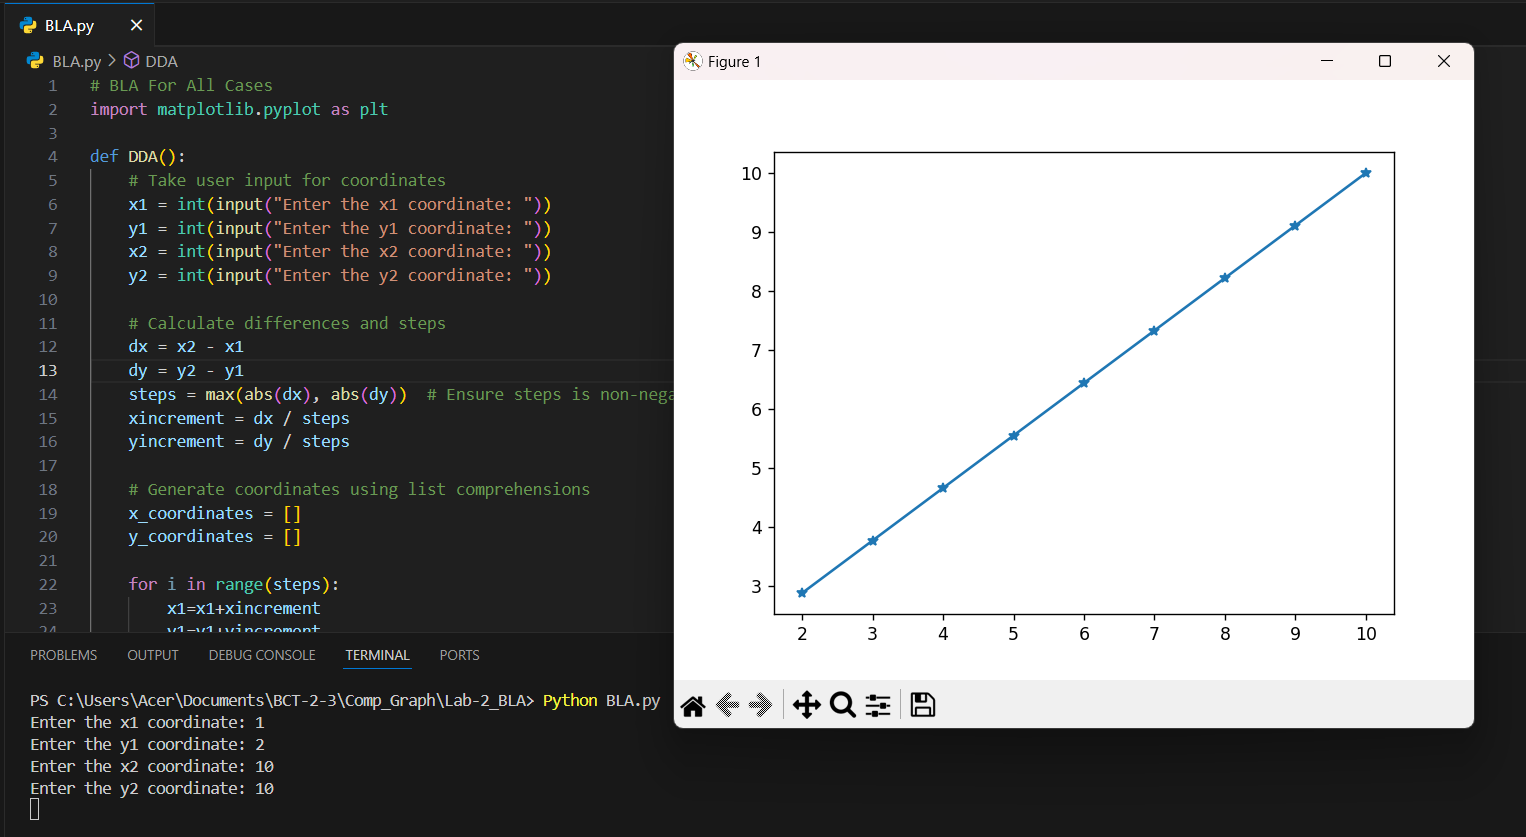 BLA.py
BLA.py > DDA
1 # BLA For All Cases
2 import matplotlib.pyplot as plt
3
4 def DDA():
5 # Take user input for coordinates
6 x1 = int(input("Enter the x1 coordinate: "))
7 y1 = int(input("Enter the y1 coordinate: "))
8 x2 = int(input("Enter the x2 coordinate: "))
9 y2 = int(input("Enter the y2 coordinate: "))
10
11 # Calculate differences and steps
12 dx = x2 - x1
13 dy = y2 - y1
14 steps = max(abs(dx), abs(dy)) # Ensure steps is non-nega
15 xincrement = dx / steps
16 yincrement = dy / steps
17
18 # Generate coordinates using list comprehensions
19 x_coordinates = []
20 y_coordinates = []
21
22 for i in range(steps):
23 x1=x1+xincrement
24 y1=y1+yincrement
Figure 1
10
9
8
7
6
5
4
3
2 3 4 5 6 7 8 9 10
PROBLEMS OUTPUT DEBUG CONSOLE TERMINAL PORTS
PS C:\Users\Acer\Documents\BCT-2-3\Comp_Graph\Lab-2_BLA> Python BLA.py
Enter the x1 coordinate: 1
Enter the y1 coordinate: 2
Enter the x2 coordinate: 10
Enter the y2 coordinate: 10